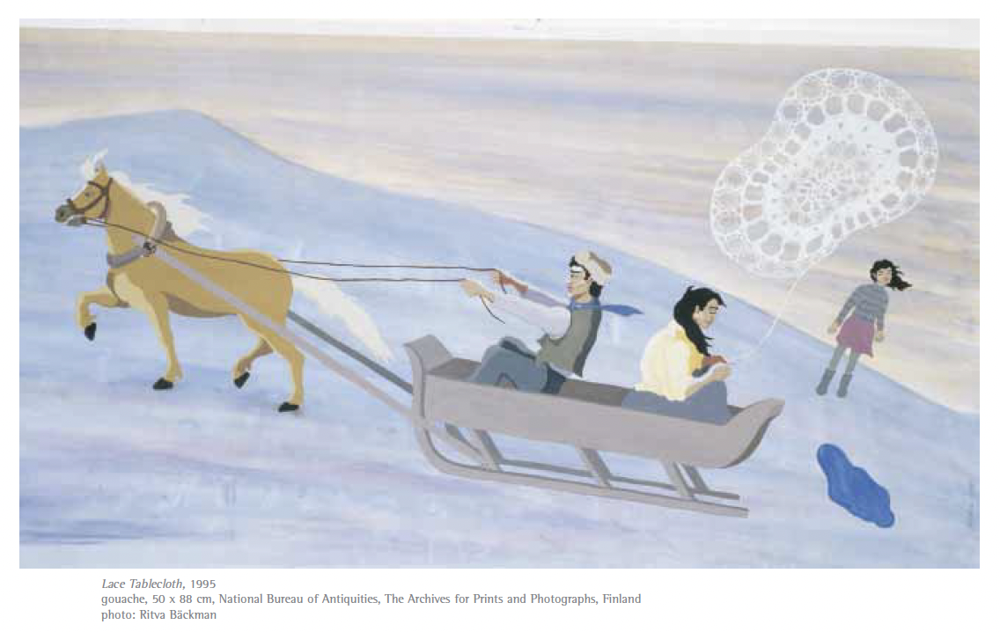 Lace Tablecloth, 1995
gouache, 50 x 88 cm, National Bureau of Antiquities, The Archives for Prints and Photographs, Finland
photo: Ritva Bäckman